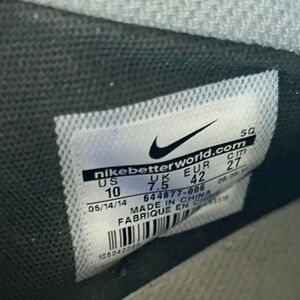 SQ
nikebetterworld.com
US UK EUR cm
10 7.5 42 27
644877-006
05/14/14
MADE IN CHINA
FABRIQUE EN